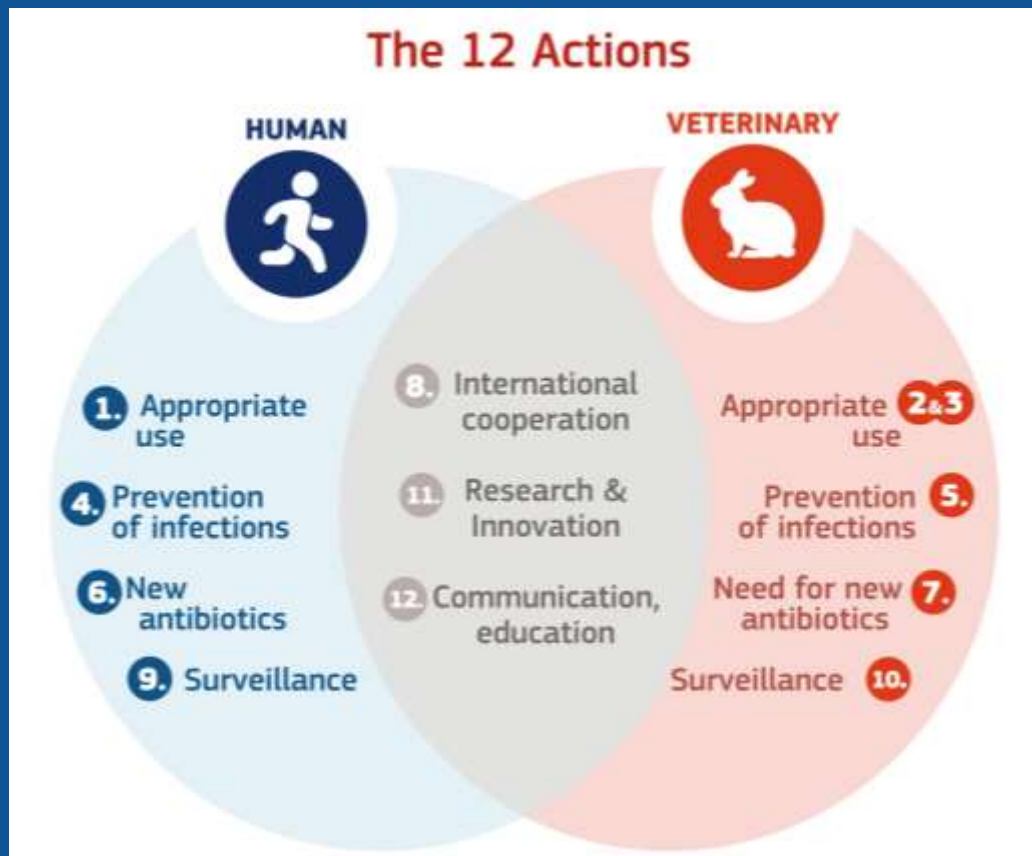 The 12 Actions
HUMAN
VETERINARY
1. Appropriate
use
4. Prevention
of infections
6. New
antibiotics
9. Surveillance
8. International
cooperation
11. Research &
Innovation
12. Communication,
education
Appropriate 2&3
use
Prevention 5.
of infections
Need for new 7.
antibiotics
Surveillance 10.